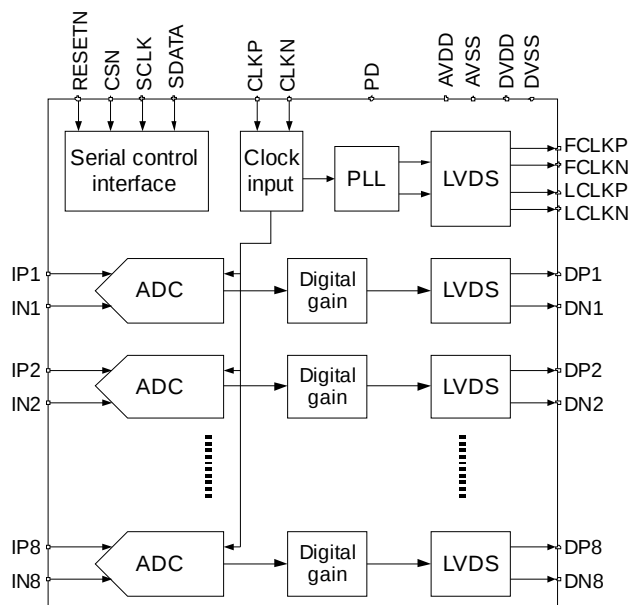 RESETN
CSN
SCLK
SDATA
CLKP
CLKN
PD
AVDD
AVSS
DVDD
DVSS
Serial control
interface
Clock
input
PLL
LVDS
FCLKP
FCLKN
LCLKP
LCLKN
IP1
IN1
ADC
Digital
gain
LVDS
DP1
DN1
IP2
IN2
ADC
Digital
gain
LVDS
DP2
DN2
IP8
IN8
ADC
Digital
gain
LVDS
DP8
DN8